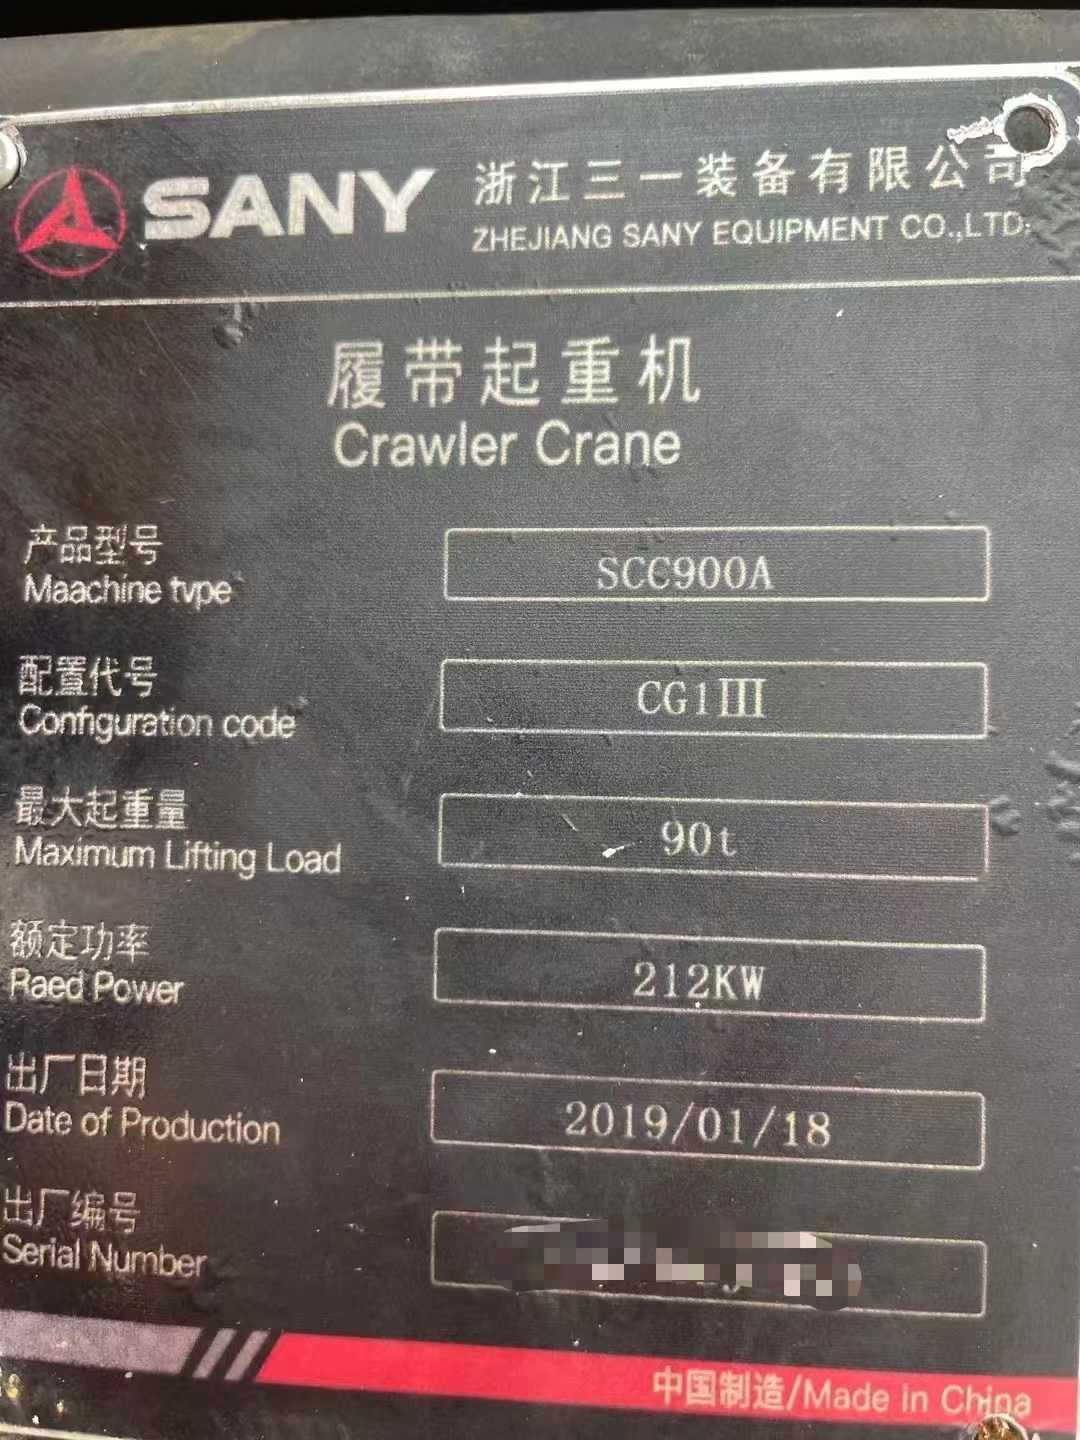 SANY
浙江三一装备有限公司
ZHEJIANG SANY EQUIPMENT CO.,LTD.
履带起重机
Crawler Crane
产品型号
Maachine type
SCC900A
配置代号
Configuration code
CG1III
最大起重量
Maximum Lifting Load
90t
额定功率
Raed Power
212KW
出厂日期
Date of Production
2019/01/18
出厂编号
Serial Number
中国制造/Made in China